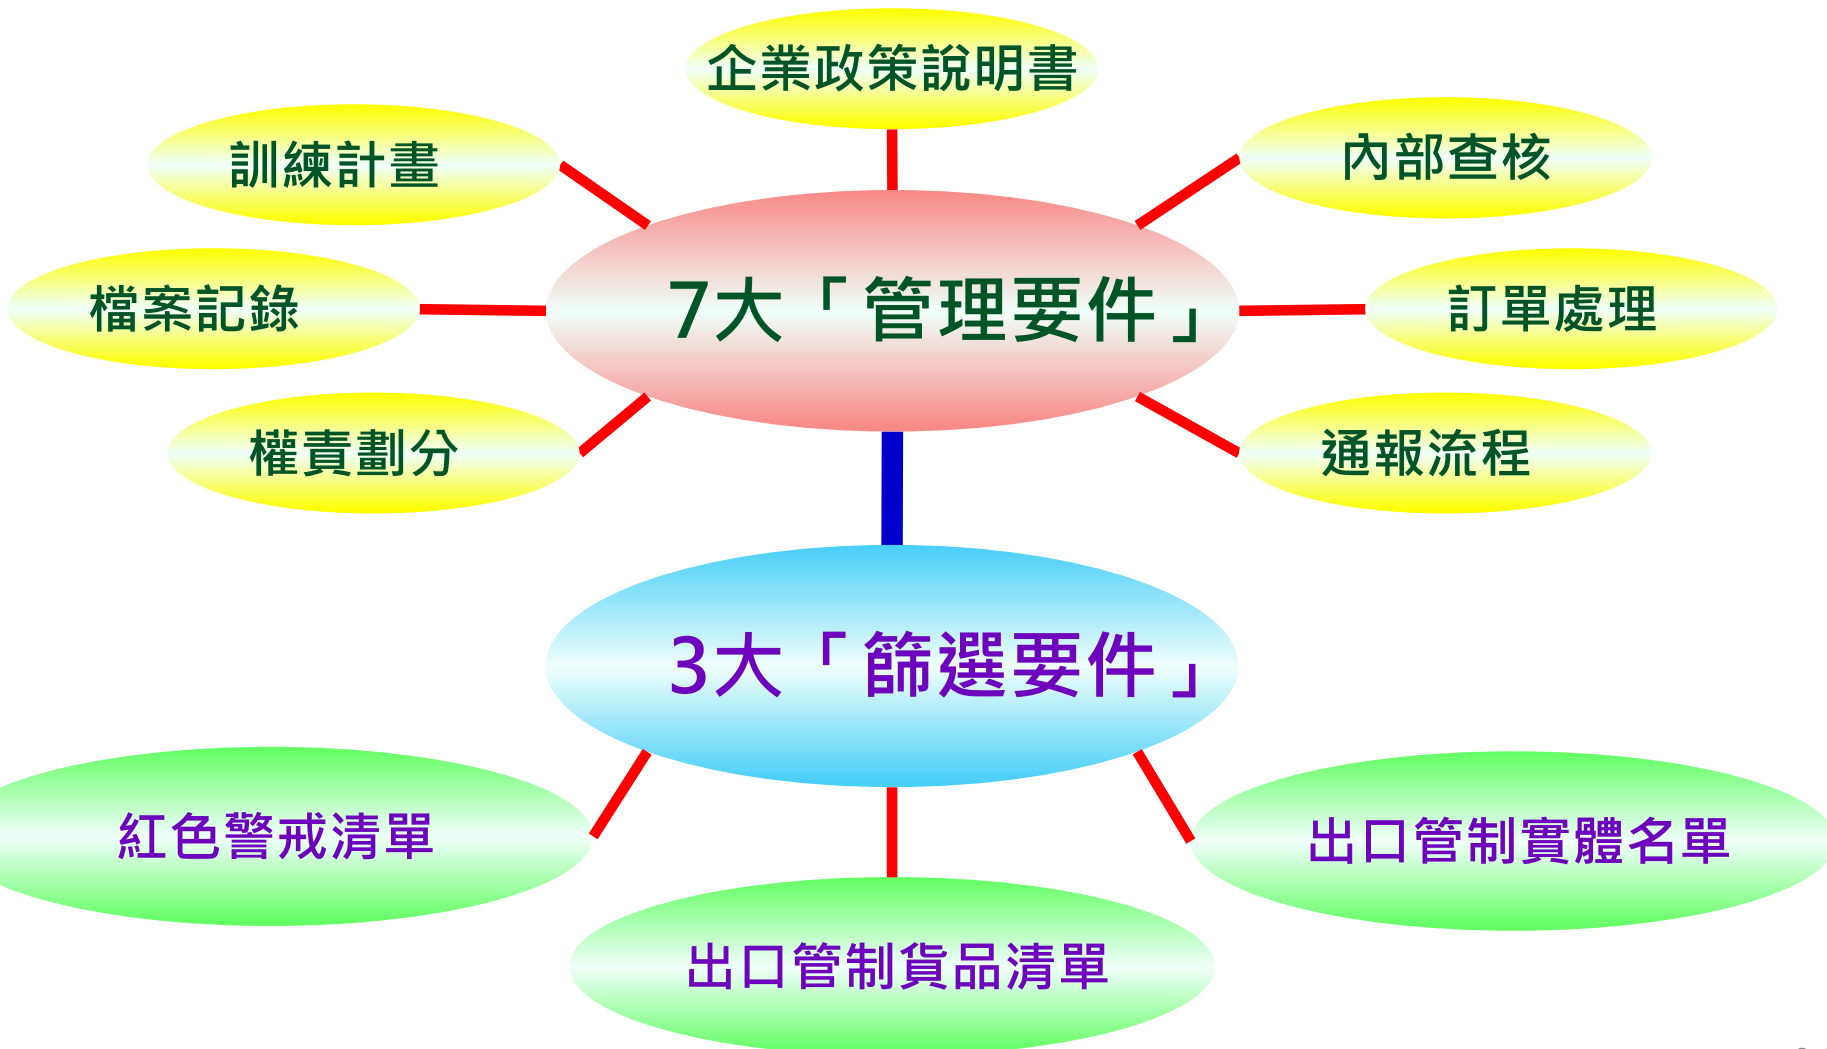 企業政策說明書
訓練計畫
內部查核
7大「管理要件」
檔案記錄
訂單處理
權責劃分
通報流程
3大「篩選要件」
紅色警戒清單
出口管制實體名單
出口管制貨品清單